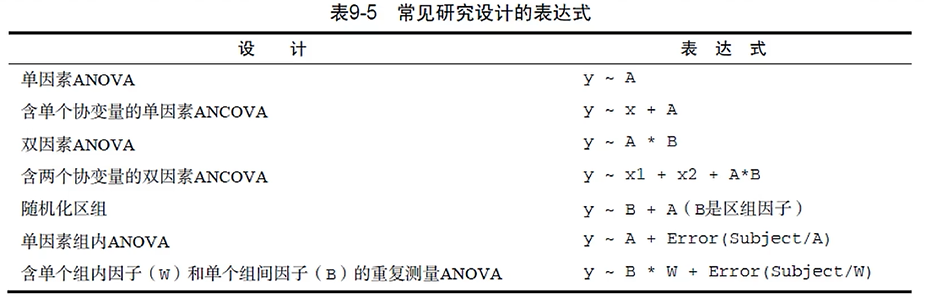 表9-5 常见研究设计的表达式
设 计 表 达 式
单因素ANOVA y ~ A
含单个协变量的单因素ANCOVA y ~ x + A
双因素ANOVA y ~ A * B
含两个协变量的双因素ANCOVA y ~ x1 + x2 + A*B
随机化区组 y ~ B + A（B是区组因子）
单因素组内ANOVA y ~ A + Error(Subject/A)
含单个组内因子（W）和单个组间因子（B）的重复测量ANOVA y ~ B * W + Error(Subject/W)